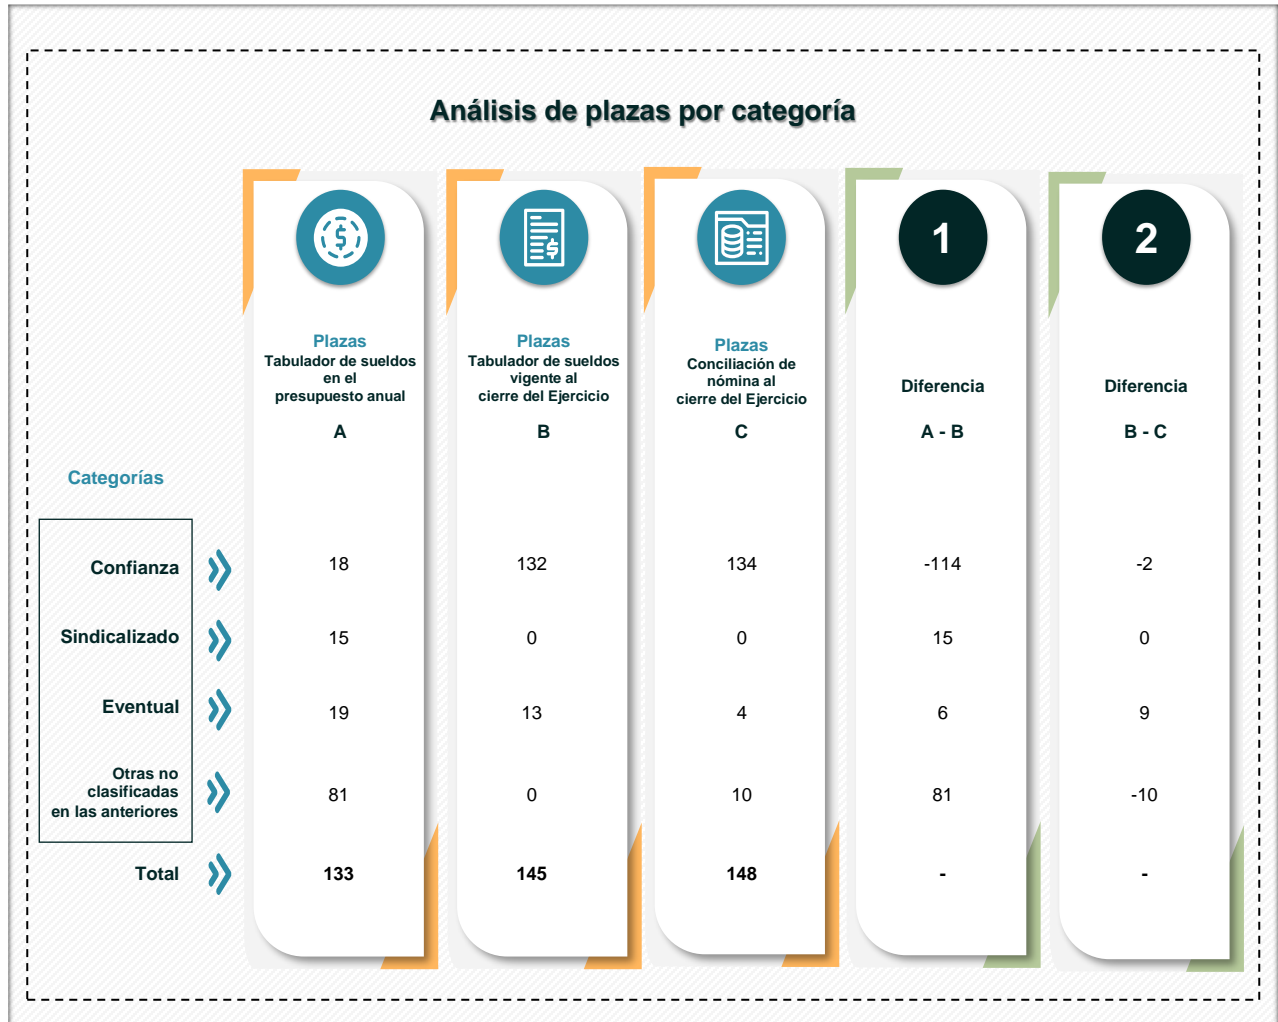 Análisis de plazas por categoría
1
2
Plazas
Tabulador de sueldos
en el
presupuesto anual
A
Plazas
Tabulador de sueldos
vigente al
cierre del Ejercicio
B
Plazas
Conciliación de
nómina al
cierre del Ejercicio
C
Diferencia
A - B
Diferencia
B - C
Categorías
Confianza 18 132 134 -114 -2
Sindicalizado 15 0 0 15 0
Eventual 19 13 4 6 9
Otras no
clasificadas
en las anteriores
81 0 10 81 -10
Total 133 145 148 - -